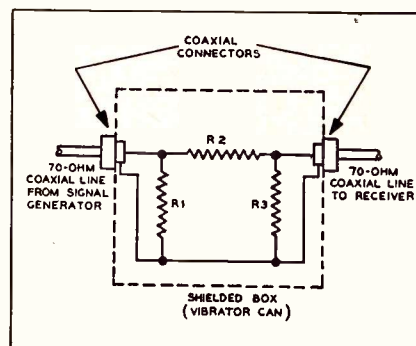 COAXIAL
CONNECTORS
R2
70-OHM
COAXIAL LINE
FROM SIGNAL
GENERATOR
R1
R3
70-OHM
COAXIAL LINE
TO RECEIVER
SHIELDED BOX
(VIBRATOR CAN)